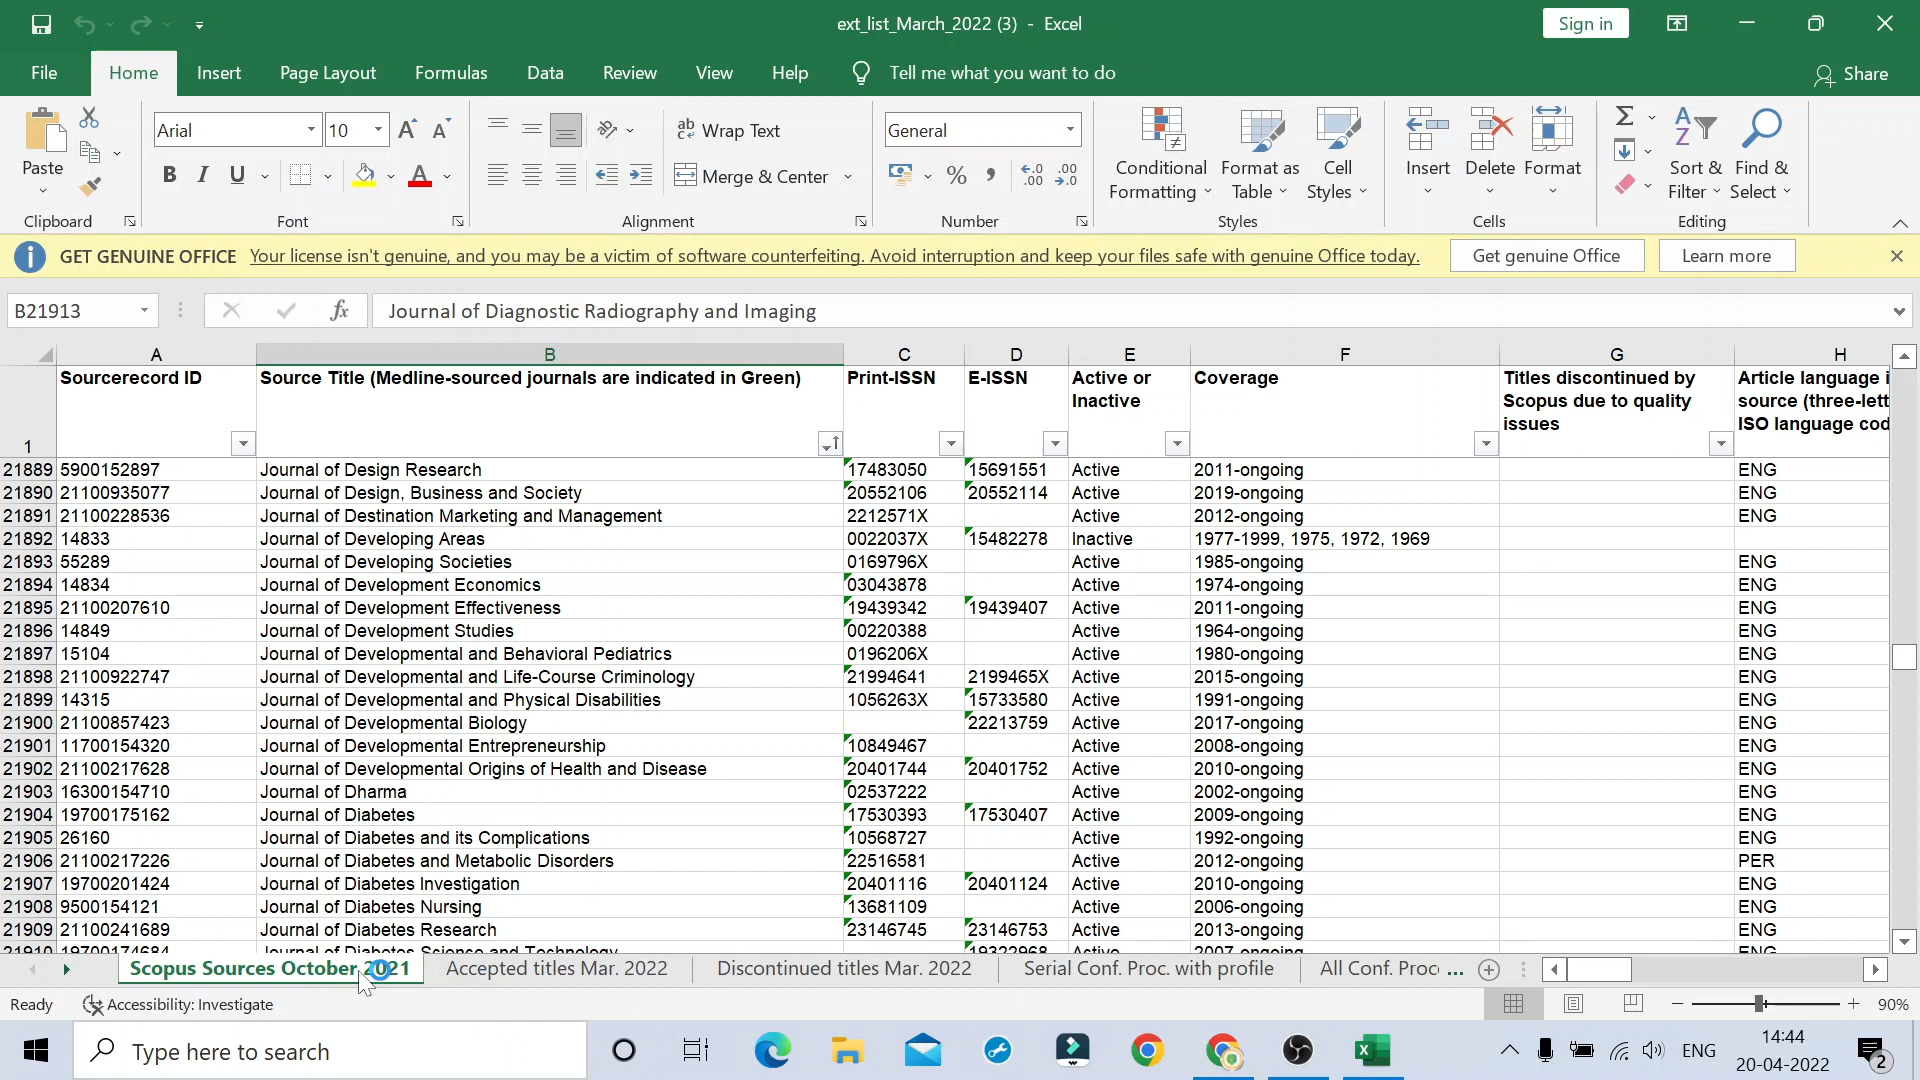 ext_list_March_2022 (3) - Excel
Sign in
File Home Insert Page Layout Formulas Data Review View Help Tell me what you want to do Share
Paste
Clipboard
Arial 10
B I U A
Font
ab Wrap Text
Merge & Center
Alignment
General
% , .00 .00
Number
Conditional Formatting
Format as Table
Cell Styles
Styles
Insert Delete Format
Cells
Sort & Filter
Find & Select
Editing
GET GENUINE OFFICE Your license isn't genuine, and you may be a victim of software counterfeiting. Avoid interruption and keep your files safe with genuine Office today. Get genuine Office Learn more
B21913 fx Journal of Diagnostic Radiography and Imaging
A B C D E F G H
1 Sourcerecord ID Source Title (Medline-sourced journals are indicated in Green) Print-ISSN E-ISSN Active or Inactive Coverage Titles discontinued by Scopus due to quality issues Article language i source (three-lett ISO language cod
21889 5900152897 Journal of Design Research 17483050 15691551 Active 2011-ongoing ENG
21890 21100935077 Journal of Design, Business and Society 20552106 20552114 Active 2019-ongoing ENG
21891 21100228536 Journal of Destination Marketing and Management 2212571X Active 2012-ongoing ENG
21892 14833 Journal of Developing Areas 0022037X 15482278 Inactive 1977-1999, 1975, 1972, 1969
21893 55289 Journal of Developing Societies 0169796X Active 1985-ongoing ENG
21894 14834 Journal of Development Economics 03043878 Active 1974-ongoing ENG
21895 21100207610 Journal of Development Effectiveness 19439342 19439407 Active 2011-ongoing ENG
21896 14849 Journal of Development Studies 00220388 Active 1964-ongoing ENG
21897 15104 Journal of Developmental and Behavioral Pediatrics 0196206X Active 1980-ongoing ENG
21898 21100922747 Journal of Developmental and Life-Course Criminology 21994641 2199465X Active 2015-ongoing ENG
21899 14315 Journal of Developmental and Physical Disabilities 1056263X 15733580 Active 1991-ongoing ENG
21900 21100857423 Journal of Developmental Biology 22213759 Active 2017-ongoing ENG
21901 11700154320 Journal of Developmental Entrepreneurship 10849467 Active 2008-ongoing ENG
21902 21100217628 Journal of Developmental Origins of Health and Disease 20401744 20401752 Active 2010-ongoing ENG
21903 16300154710 Journal of Dharma 02537222 Active 2002-ongoing ENG
21904 19700175162 Journal of Diabetes 17530393 17530407 Active 2009-ongoing ENG
21905 26160 Journal of Diabetes and its Complications 10568727 Active 1992-ongoing ENG
21906 21100217226 Journal of Diabetes and Metabolic Disorders 22516581 Active 2012-ongoing PER
21907 19700201424 Journal of Diabetes Investigation 20401116 20401124 Active 2010-ongoing ENG
21908 9500154121 Journal of Diabetes Nursing 13681109 Active 2006-ongoing ENG
21909 21100241689 Journal of Diabetes Research 23146745 23146753 Active 2013-ongoing ENG
21910 19700174684 Journal of Diabetes Science and Technology 19322968 Active 2007-ongoing ENG
Scopus Sources October 2021 Accepted titles Mar. 2022 Discontinued titles Mar. 2022 Serial Conf. Proc. with profile All Conf. Proc ...
Ready Accessibility: Investigate 90%
Type here to search ENG 14:44
20-04-2022 2